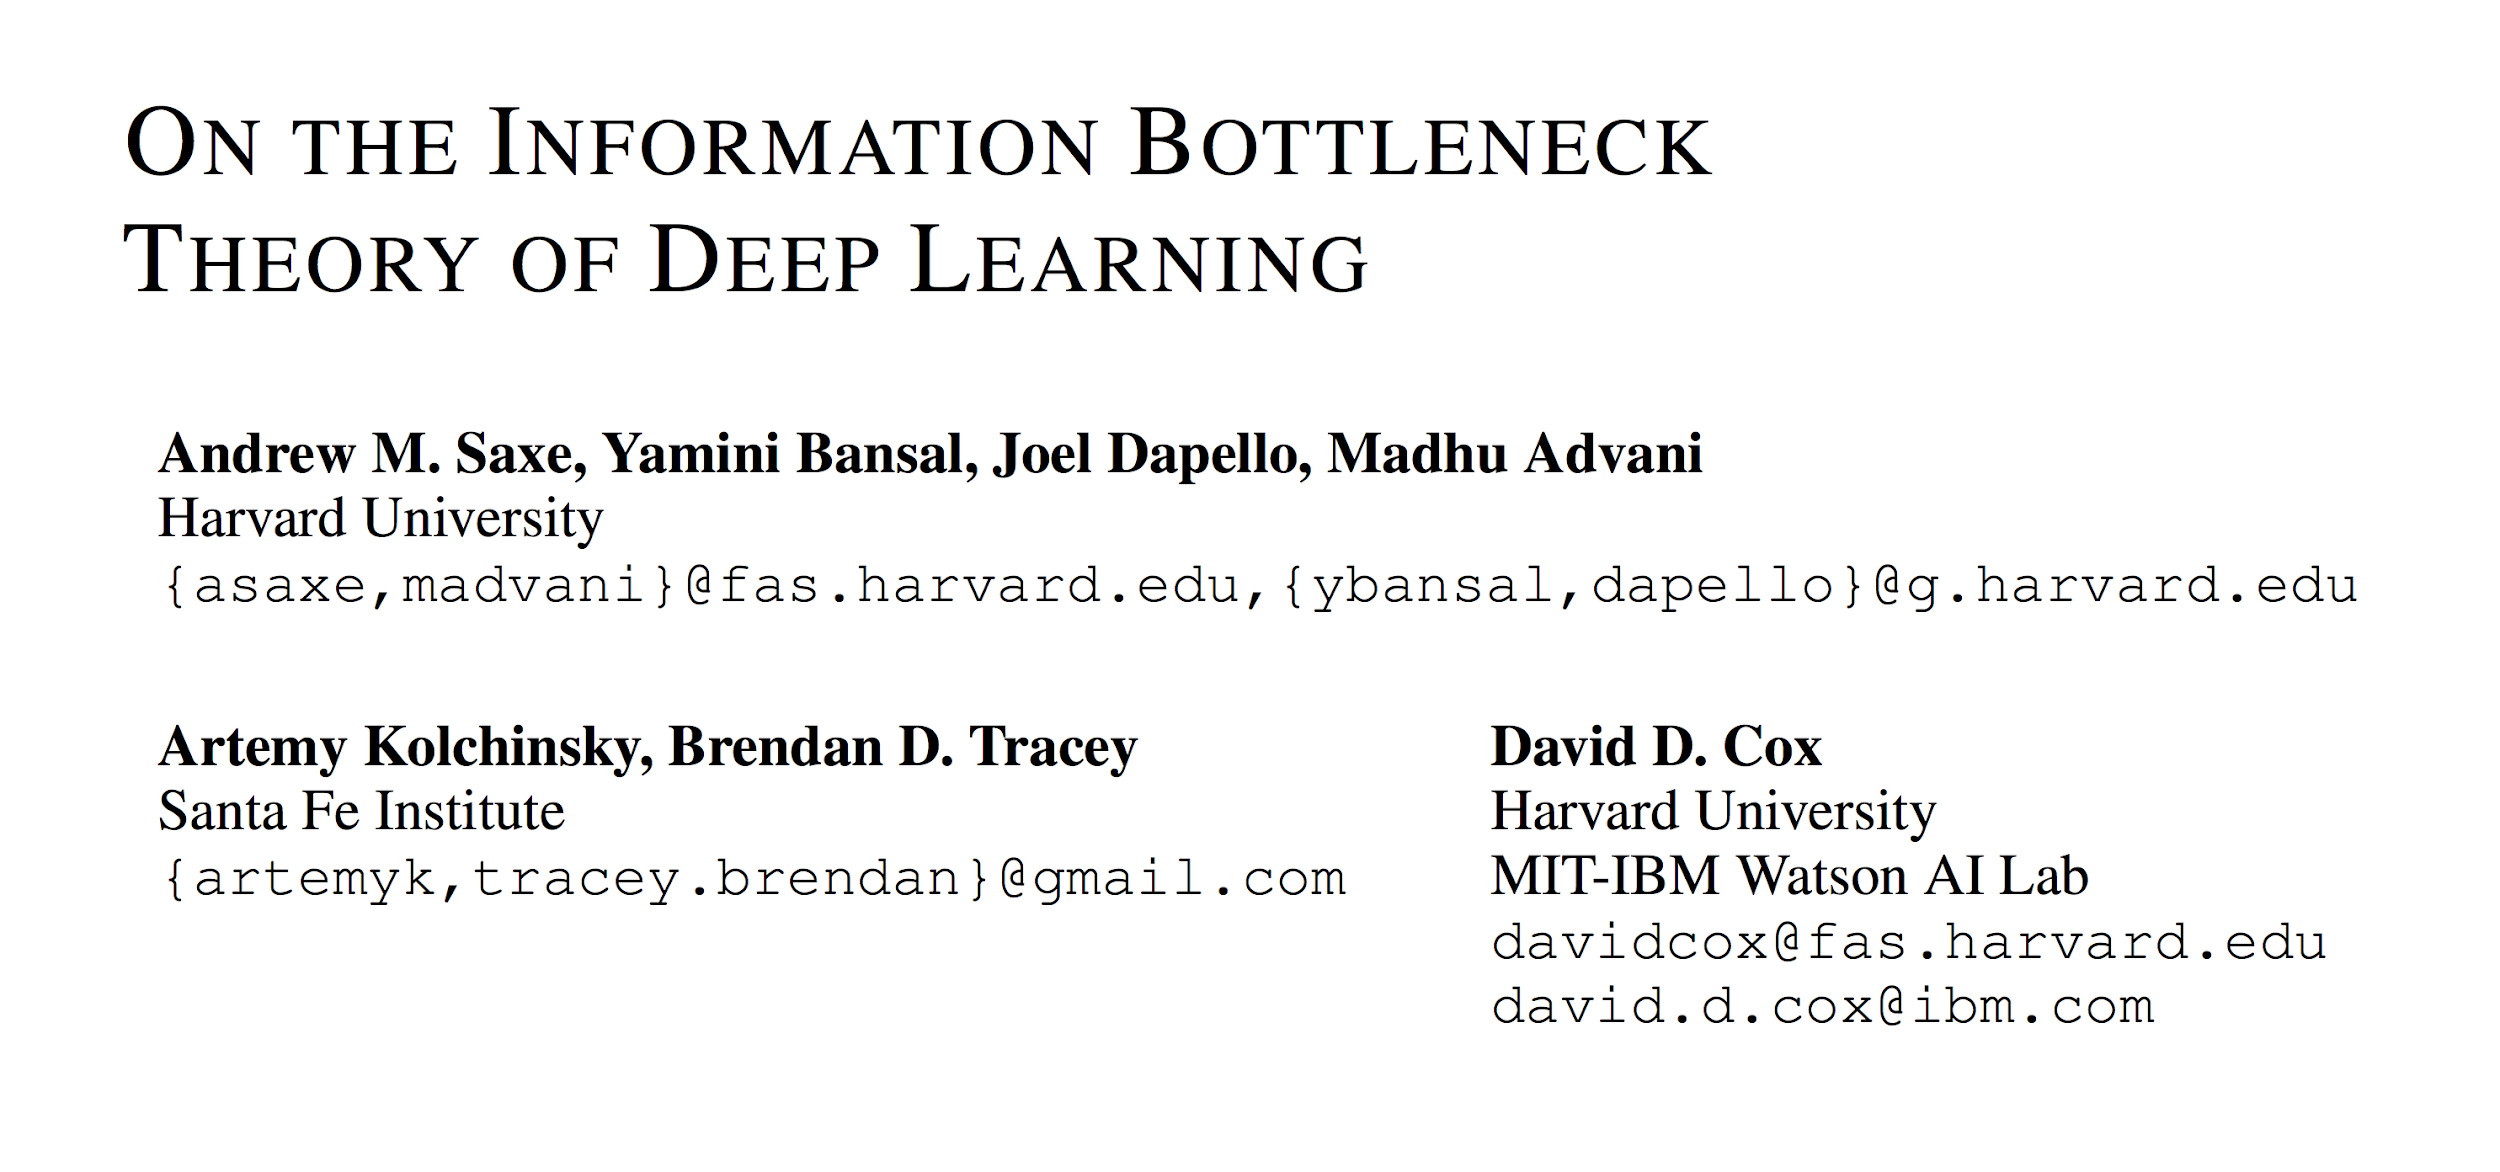 ON THE INFORMATION BOTTLENECK
THEORY OF DEEP LEARNING
Andrew M. Saxe, Yamini Bansal, Joel Dapello, Madhu Advani
Harvard University
{asaxe,madvani}@fas.harvard.edu,{ybansal,dapello}@g.harvard.edu
Artemy Kolchinsky, Brendan D. Tracey
Santa Fe Institute
{artemyk,tracey.brendan}@gmail.com
David D. Cox
Harvard University
MIT-IBM Watson AI Lab
davidcox@fas.harvard.edu
david.d.cox@ibm.com